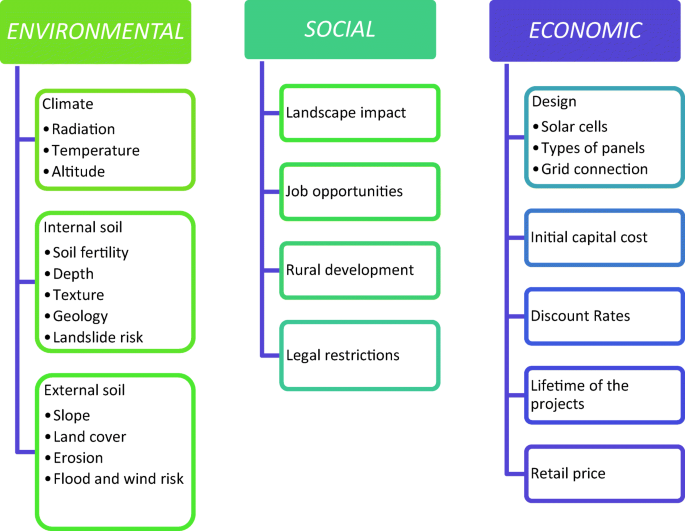 ENVIRONMENTAL
Climate
• Radiation
• Temperature
• Altitude
Internal soil
• Soil fertility
• Depth
• Texture
• Geology
• Landslide risk
External soil
• Slope
• Land cover
• Erosion
• Flood and wind risk
SOCIAL
Landscape impact
Job opportunities
Rural development
Legal restrictions
ECONOMIC
Design
• Solar cells
• Types of panels
• Grid connection
Initial capital cost
Discount Rates
Lifetime of the
projects
Retail price